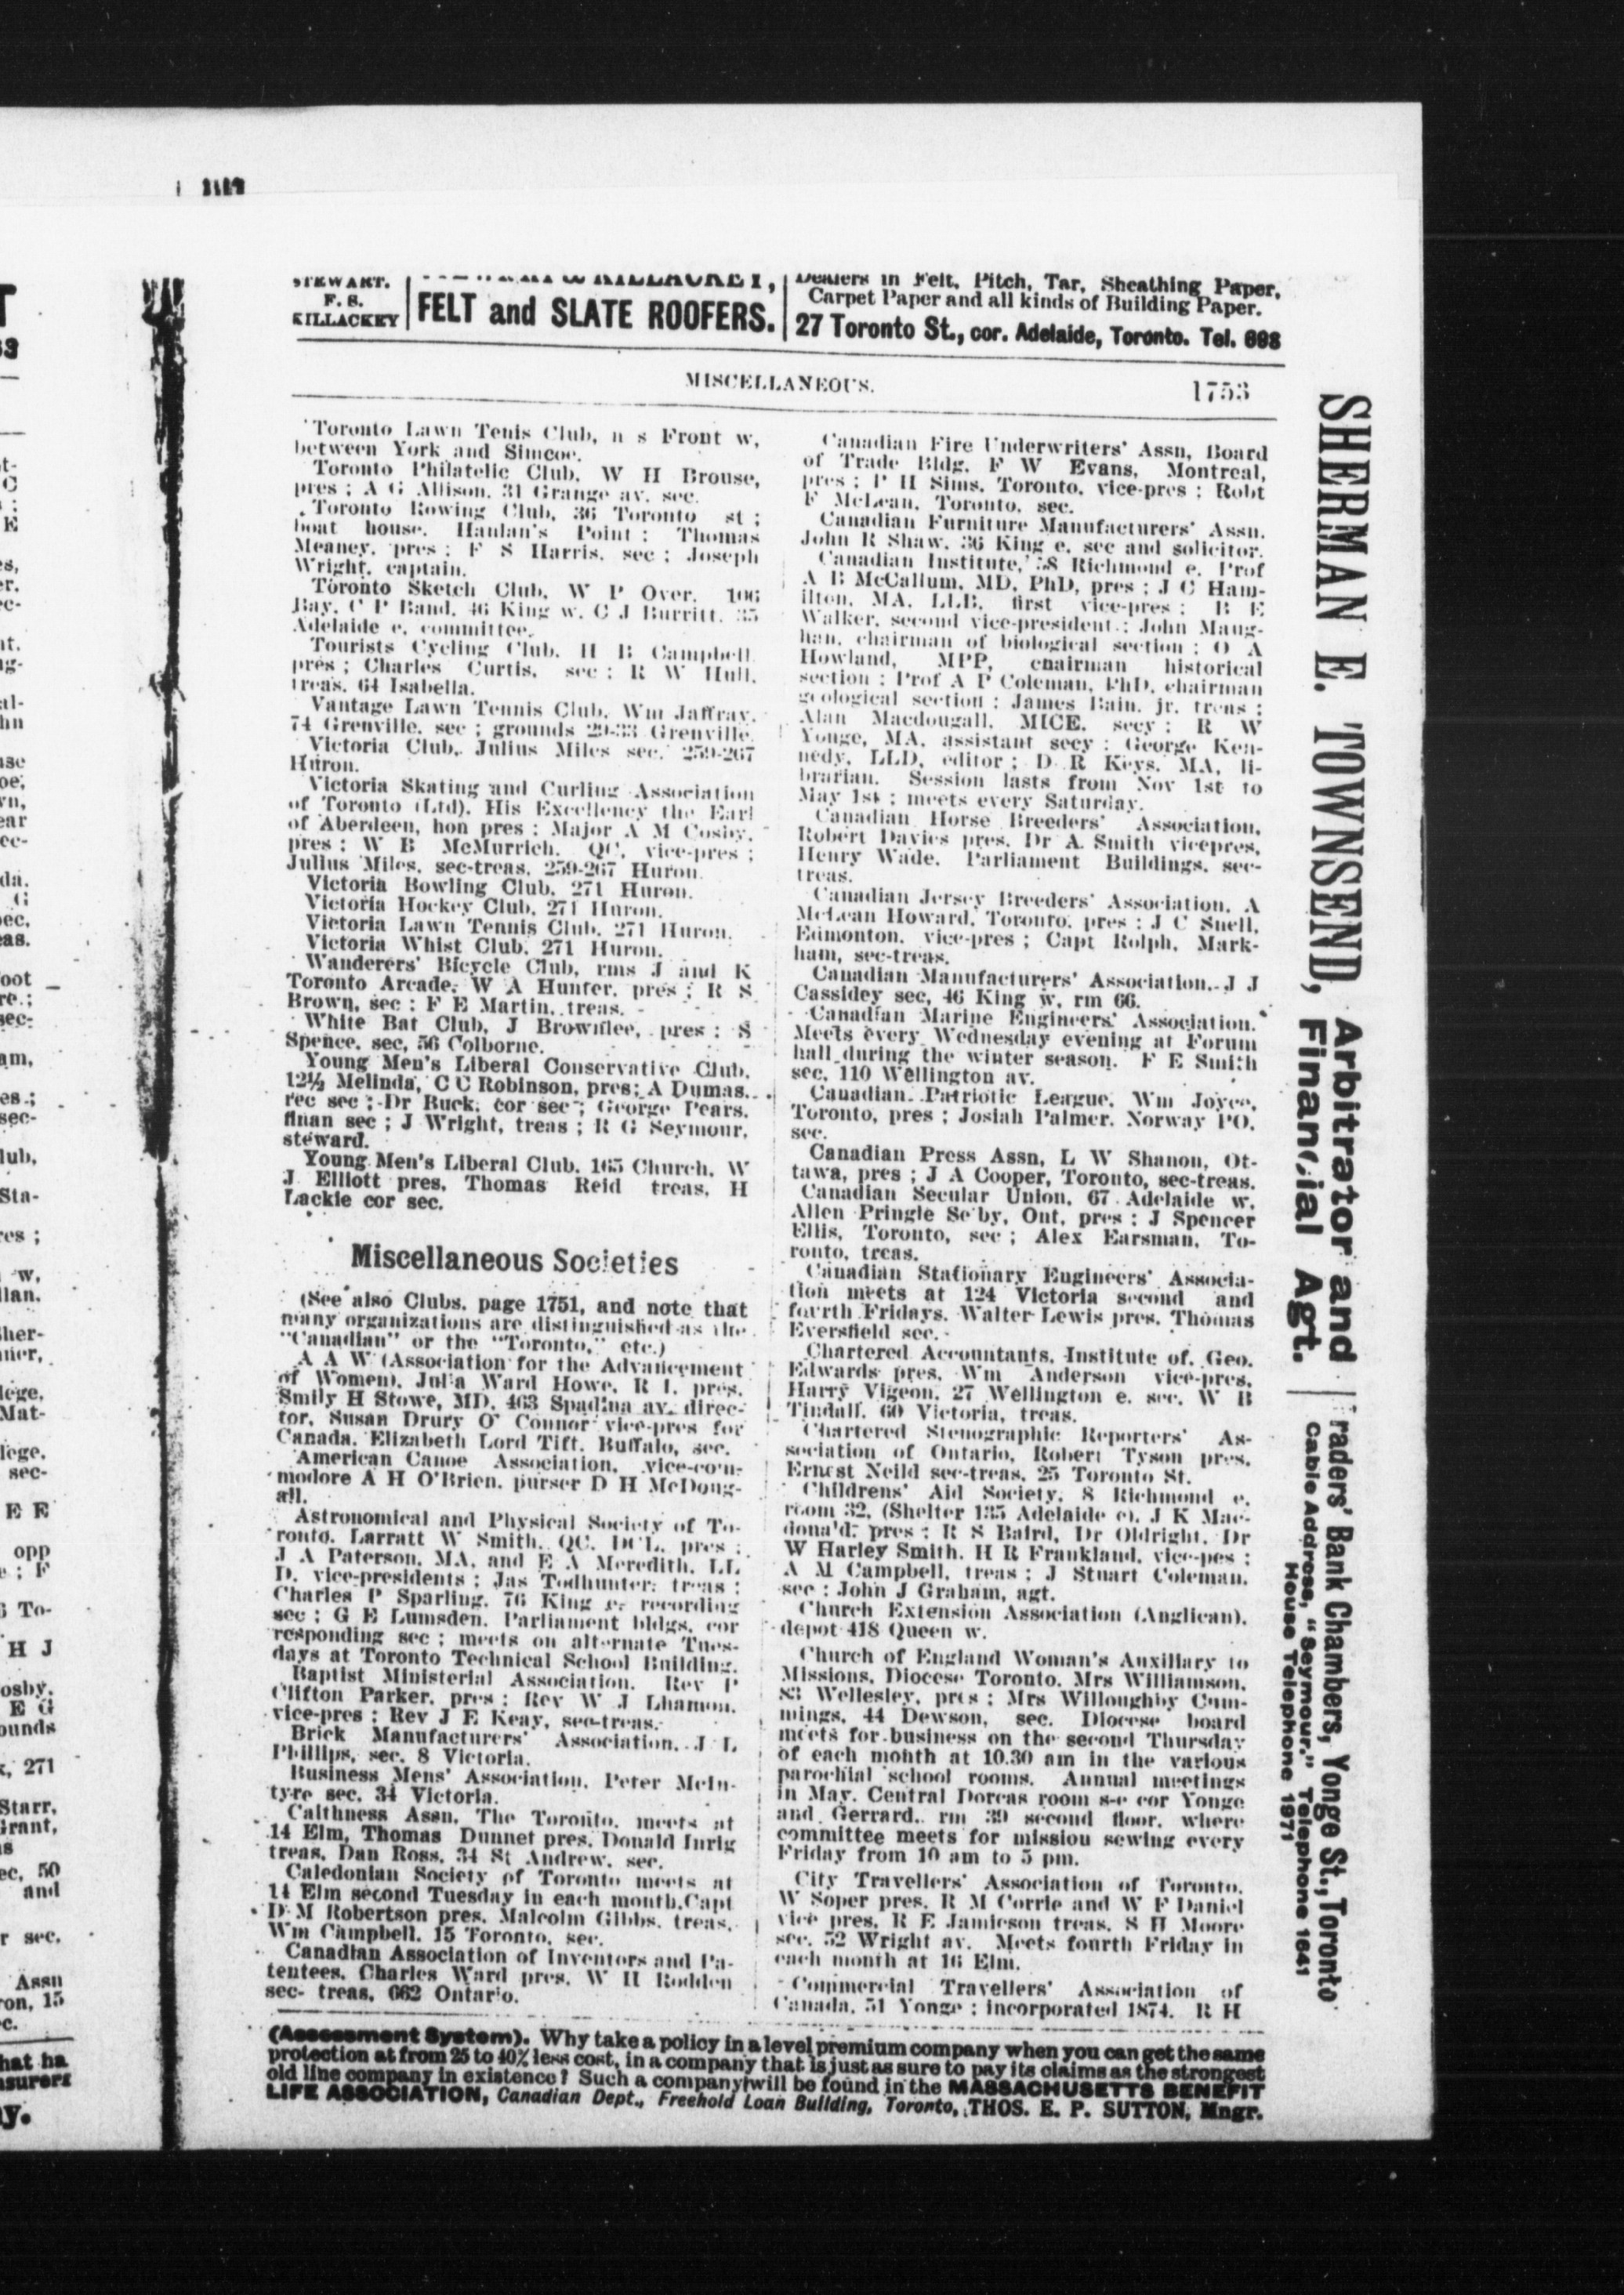 STEWART.
F. S.
KILLACKEY
FELT and SLATE ROOFERS.
Dealers in Felt, Pitch, Tar, Sheathing Paper,
Carpet Paper and all kinds of Building Paper.
27 Toronto St., cor. Adelaide, Toronto. Tel. 698
MISCELLANEOUS.
1753
Toronto Lawn Tenis Club, n s Front w,
between York and Simcoe.
Toronto Philatelic Club, W H Brouse,
pres ; A G Allison, 31 Grange av, sec.
Toronto Rowing Club, 36 Toronto st ;
boat house, Hanlan's Point ; Thomas
Meaney, pres ; F S Harris, sec ; Joseph
Wright, captain.
Toronto Sketch Club, W P Over, 106
Bay, C P Band, 46 King w, C J Burritt, 35
Adelaide e, committee.
Tourists Cycling Club, H B Campbell
pres ; Charles Curtis, sec ; R W Hull,
treas, 64 Isabella.
Vantage Lawn Tennis Club, Wm Jaffray,
74 Grenville, sec ; grounds 29-33 Grenville.
Victoria Club, Julius Miles sec, 259-267
Huron.
Victoria Skating and Curling Association
of Toronto (Ltd). His Excellency the Earl
of Aberdeen, hon pres ; Major A M Cosby,
pres ; W B McMurrich, QC, vice-pres ;
Julius Miles, sec-treas, 259-267 Huron.
Victoria Bowling Club, 271 Huron.
Victoria Hockey Club, 271 Huron.
Victoria Lawn Tennis Club, 271 Huron.
Victoria Whist Club, 271 Huron.
Wanderers' Bicycle Club, rms J and K
Toronto Arcade, W A Hunter, pres ; R S
Brown, sec ; F E Martin, treas.
White Bat Club, J Brownlee, pres ; S
Spence, sec, 56 Colborne.
Young Men's Liberal Conservative Club,
12½ Melinda, C C Robinson, pres; A Dumas,
rec sec ; Dr Buck, cor sec ; George Pears,
finan sec ; J Wright, treas ; R G Seymour,
steward.
Young Men's Liberal Club, 165 Church, W
J Elliott pres, Thomas Reid treas, H
Lackie cor sec.
Miscellaneous Societies
(See also Clubs, page 1751, and note that
many organizations are distinguished as the
"Canadian" or the "Toronto," etc.)
A A W (Association for the Advancement
of Women), Julia Ward Howe, R I, pres.
Smily H Stowe, MD, 463 Spadina av, direc-
tor, Susan Drury O' Connor vice-pres for
Canada, Elizabeth Lord Tift, Buffalo, sec.
American Canoe Association, vice-com-
modore A H O'Brien, purser D H McDoug-
all.
Astronomical and Physical Society of To-
ronto. Larratt W Smith, QC, DCL, pres ;
J A Paterson, MA, and E A Meredith, LL
D, vice-presidents ; Jas Todhunter, treas ;
Charles P Sparling, 76 King e, recording
sec ; G E Lumsden, Parliament bldgs, cor
responding sec ; meets on alternate Tues-
days at Toronto Technical School Building.
Baptist Ministerial Association. Rev P
Clifton Parker, pres ; Rev W J Lhamon,
vice-pres ; Rev J E Keay, sec-treas.
Brick Manufacturers' Association, J L
Phillips, sec, 8 Victoria.
Business Mens' Association, Peter McIn-
tyre sec, 34 Victoria.
Caithness Assn, The Toronto, meets at
14 Elm, Thomas Dunnet pres, Donald Inrig
treas, Dan Ross, 34 St Andrew, sec.
Caledonian Society of Toronto meets at
14 Elm second Tuesday in each month, Capt
D M Robertson pres, Malcolm Gibbs, treas,
Wm Campbell, 15 Toronto, sec.
Canadian Association of Inventors and Pa-
tentees, Charles Ward pres, W H Rodden
sec- treas, 662 Ontario.
Canadian Fire Underwriters' Assn, Board
of Trade Bldg, F W Evans, Montreal,
pres ; P H Sims, Toronto, vice-pres ; Robt
F McLean, Toronto, sec.
Canadian Furniture Manufacturers' Assn,
John R Shaw, 36 King e, sec and solicitor.
Canadian Institute, 58 Richmond e, Prof
A B McCallum, MD, PhD, pres ; J C Ham-
ilton, MA, LLB, first vice-pres ; B E
Walker, second vice-president ; John Maug-
han, chairman of biological section ; O A
Howland, MPP, chairman historical
section ; Prof A P Coleman, PhD, chairman
geological section ; James Bain, jr, treas ;
Alan Macdougall, MICE, secy ; R W
Yonge, MA, assistant secy ; George Ken-
nedy, LLD, editor ; D R Keys, MA, li-
brarian. Session lasts from Nov 1st to
May 1st ; meets every Saturday.
Canadian Horse Breeders' Association,
Robert Davies pres, Dr A. Smith vicepres,
Henry Wade, Parliament Buildings, sec-
treas.
Canadian Jersey Breeders' Association, A
McLean Howard, Toronto, pres ; J C Snell,
Edmonton, vice-pres ; Capt Rolph, Mark-
ham, sec-treas.
Canadian Manufacturers' Association, J J
Cassidey sec, 46 King w, rm 66.
Canadian Marine Engineers' Association.
Meets every Wednesday evening at Forum
hall during the winter season. F E Smith
sec, 110 Wellington av.
Canadian Patriotic League, Wm Joyce,
Toronto, pres ; Josiah Palmer, Norway PO,
sec.
Canadian Press Assn, L W Shanon, Ot-
tawa, pres ; J A Cooper, Toronto, sec-treas.
Canadian Secular Union, 67 Adelaide w,
Allen Pringle Selby, Ont, pres ; J Spencer
Ellis, Toronto, sec ; Alex Earsman, To-
ronto, treas.
Canadian Stationary Engineers' Associa-
tion meets at 124 Victoria second and
fourth Fridays. Walter Lewis pres, Thomas
Eversfield sec.
Chartered Accountants, Institute of, Geo.
Edwards pres, Wm Anderson vice-pres,
Harry Vigeon, 27 Wellington e, sec, W B
Tindall, 60 Victoria, treas.
Chartered Stenographic Reporters' As-
sociation of Ontario, Robert Tyson pres,
Ernest Neild sec-treas, 25 Toronto St.
Childrens' Aid Society, 8 Richmond e,
room 32, (Shelter 135 Adelaide e), J K Mac-
donald, pres ; R S Baird, Dr Oldright, Dr
W Harley Smith, H R Frankland, vice-pes ;
A M Campbell, treas ; J Stuart Coleman,
sec ; John J Graham, agt.
Church Extension Association (Anglican),
depot 418 Queen w.
Church of England Woman's Auxiliary to
Missions, Diocese Toronto, Mrs Williamson,
83 Wellesley, pres ; Mrs Willoughby Cum-
mings, 44 Dewson, sec. Diocese board
meets for business on the second Thursday
of each month at 10.30 am in the various
parochial school rooms. Annual meetings
in May. Central Dorcas room s-e cor Yonge
and Gerrard, rm 39 second floor, where
committee meets for mission sewing every
Friday from 10 am to 5 pm.
City Travellers' Association of Toronto,
W Soper pres, R M Corrie and W F Daniel
vice pres, R E Jamieson treas, S H Moore
sec, 52 Wright av. Meets fourth Friday in
each month at 16 Elm.
Commercial Travellers' Association of
Canada, 51 Yonge ; incorporated 1874. R H
SHERMAN E. TOWNSEND,
Arbitrator and
Financial Agt.
raders' Bank Chambers, Yonge St., Toronto
Cable Address, "Seymour." Telephone 1641
House Telephone 1971
(Assessment System). Why take a policy in a level premium company when you can get the same
protection at from 25 to 40% less cost, in a company that is just as sure to pay its claims as the strongest
old line company in existence? Such a company will be found in the MASSACHUSETTS BENEFIT
LIFE ASSOCIATION, Canadian Dept., Freehold Loan Building, Toronto, THOS. E. P. SUTTON, Mngr.